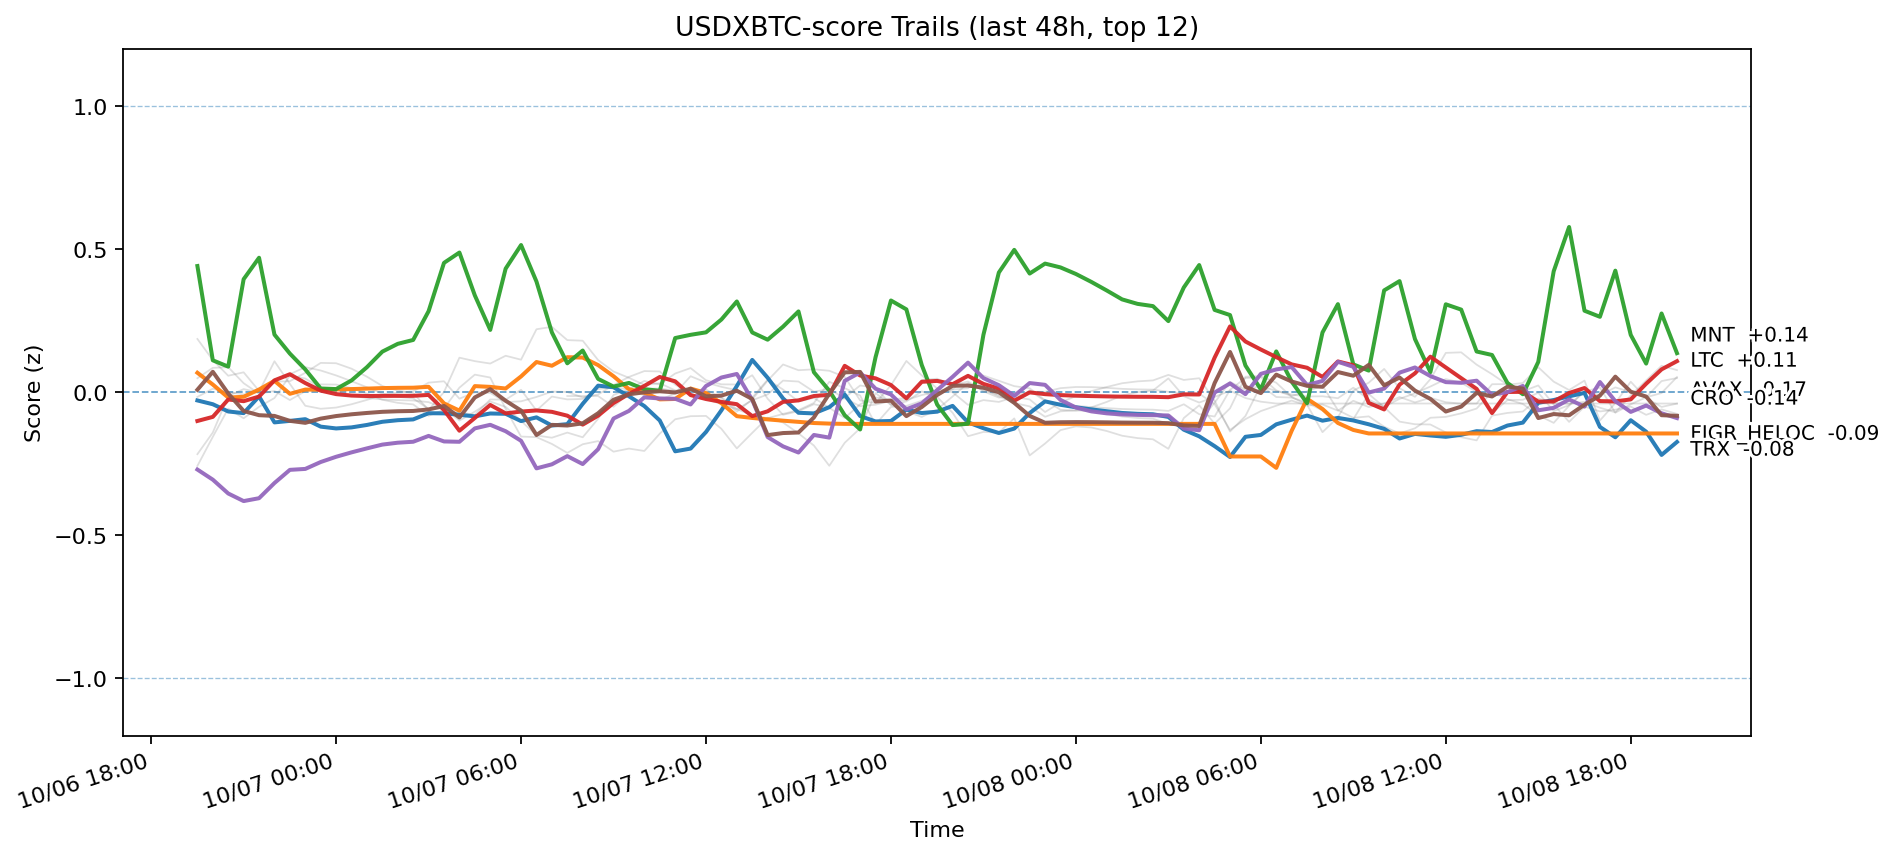 USDXBTC-score Trails (last 48h, top 12)
Score (z)
1.0
0.5
0.0
−0.5
−1.0
MNT +0.14
LTC +0.11
AVAX -0.17
CRO -0.14
FIGR_HELOC -0.09
TRX -0.08
10/06 18:00
10/07 00:00
10/07 06:00
10/07 12:00
10/07 18:00
10/08 00:00
10/08 06:00
10/08 12:00
10/08 18:00
Time